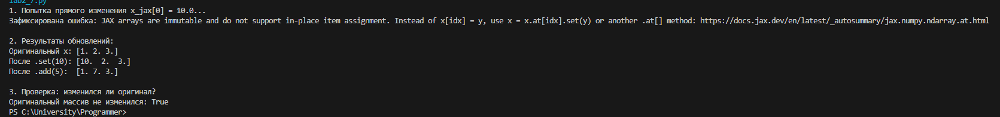 lab2_7.py
1. Попытка прямого изменения x_jax[0] = 10.0...
Зафиксирована ошибка: JAX arrays are immutable and do not support in-place item assignment. Instead of x[idx] = y, use x = x.at[idx].set(y) or another .at[] method: https://docs.jax.dev/en/latest/_autosummary/jax.numpy.ndarray.at.html
2. Результаты обновлений:
Оригинальный x: [1. 2. 3.]
После .set(10): [10.  2.  3.]
После .add(5):  [1. 7. 3.]
3. Проверка: изменился ли оригинал?
Оригинальный массив не изменился: True
PS C:\University\Programmer>